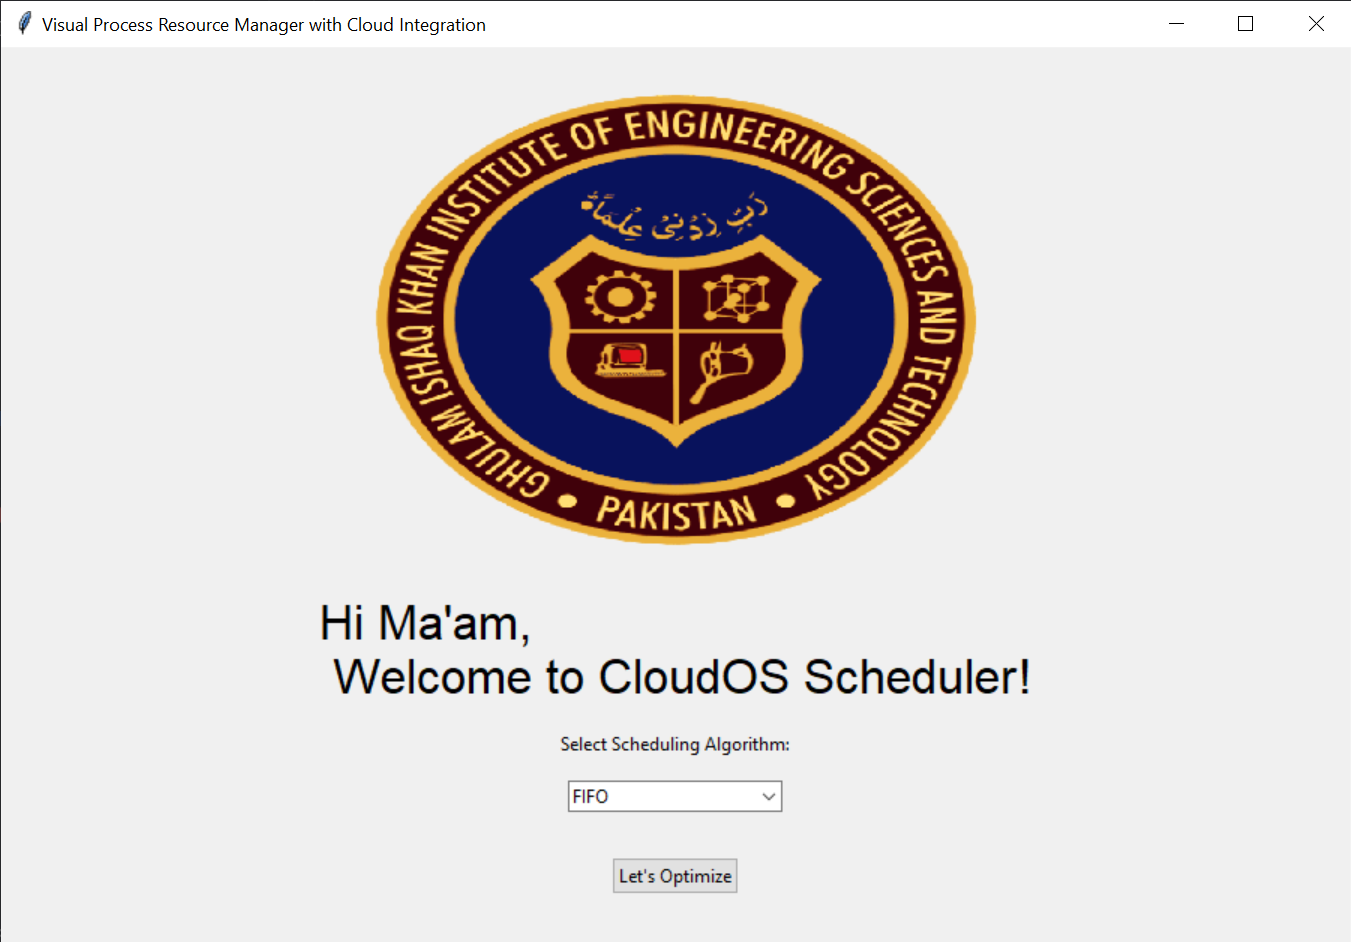 Visual Process Resource Manager with Cloud Integration
GHULAM ISHAQ KHAN INSTITUTE OF ENGINEERING SCIENCES AND TECHNOLOGY
رَبِّ زِدْنِیْ عِلْمًا
PAKISTAN
Hi Ma'am,
Welcome to CloudOS Scheduler!
Select Scheduling Algorithm:
FIFO
Let's Optimize